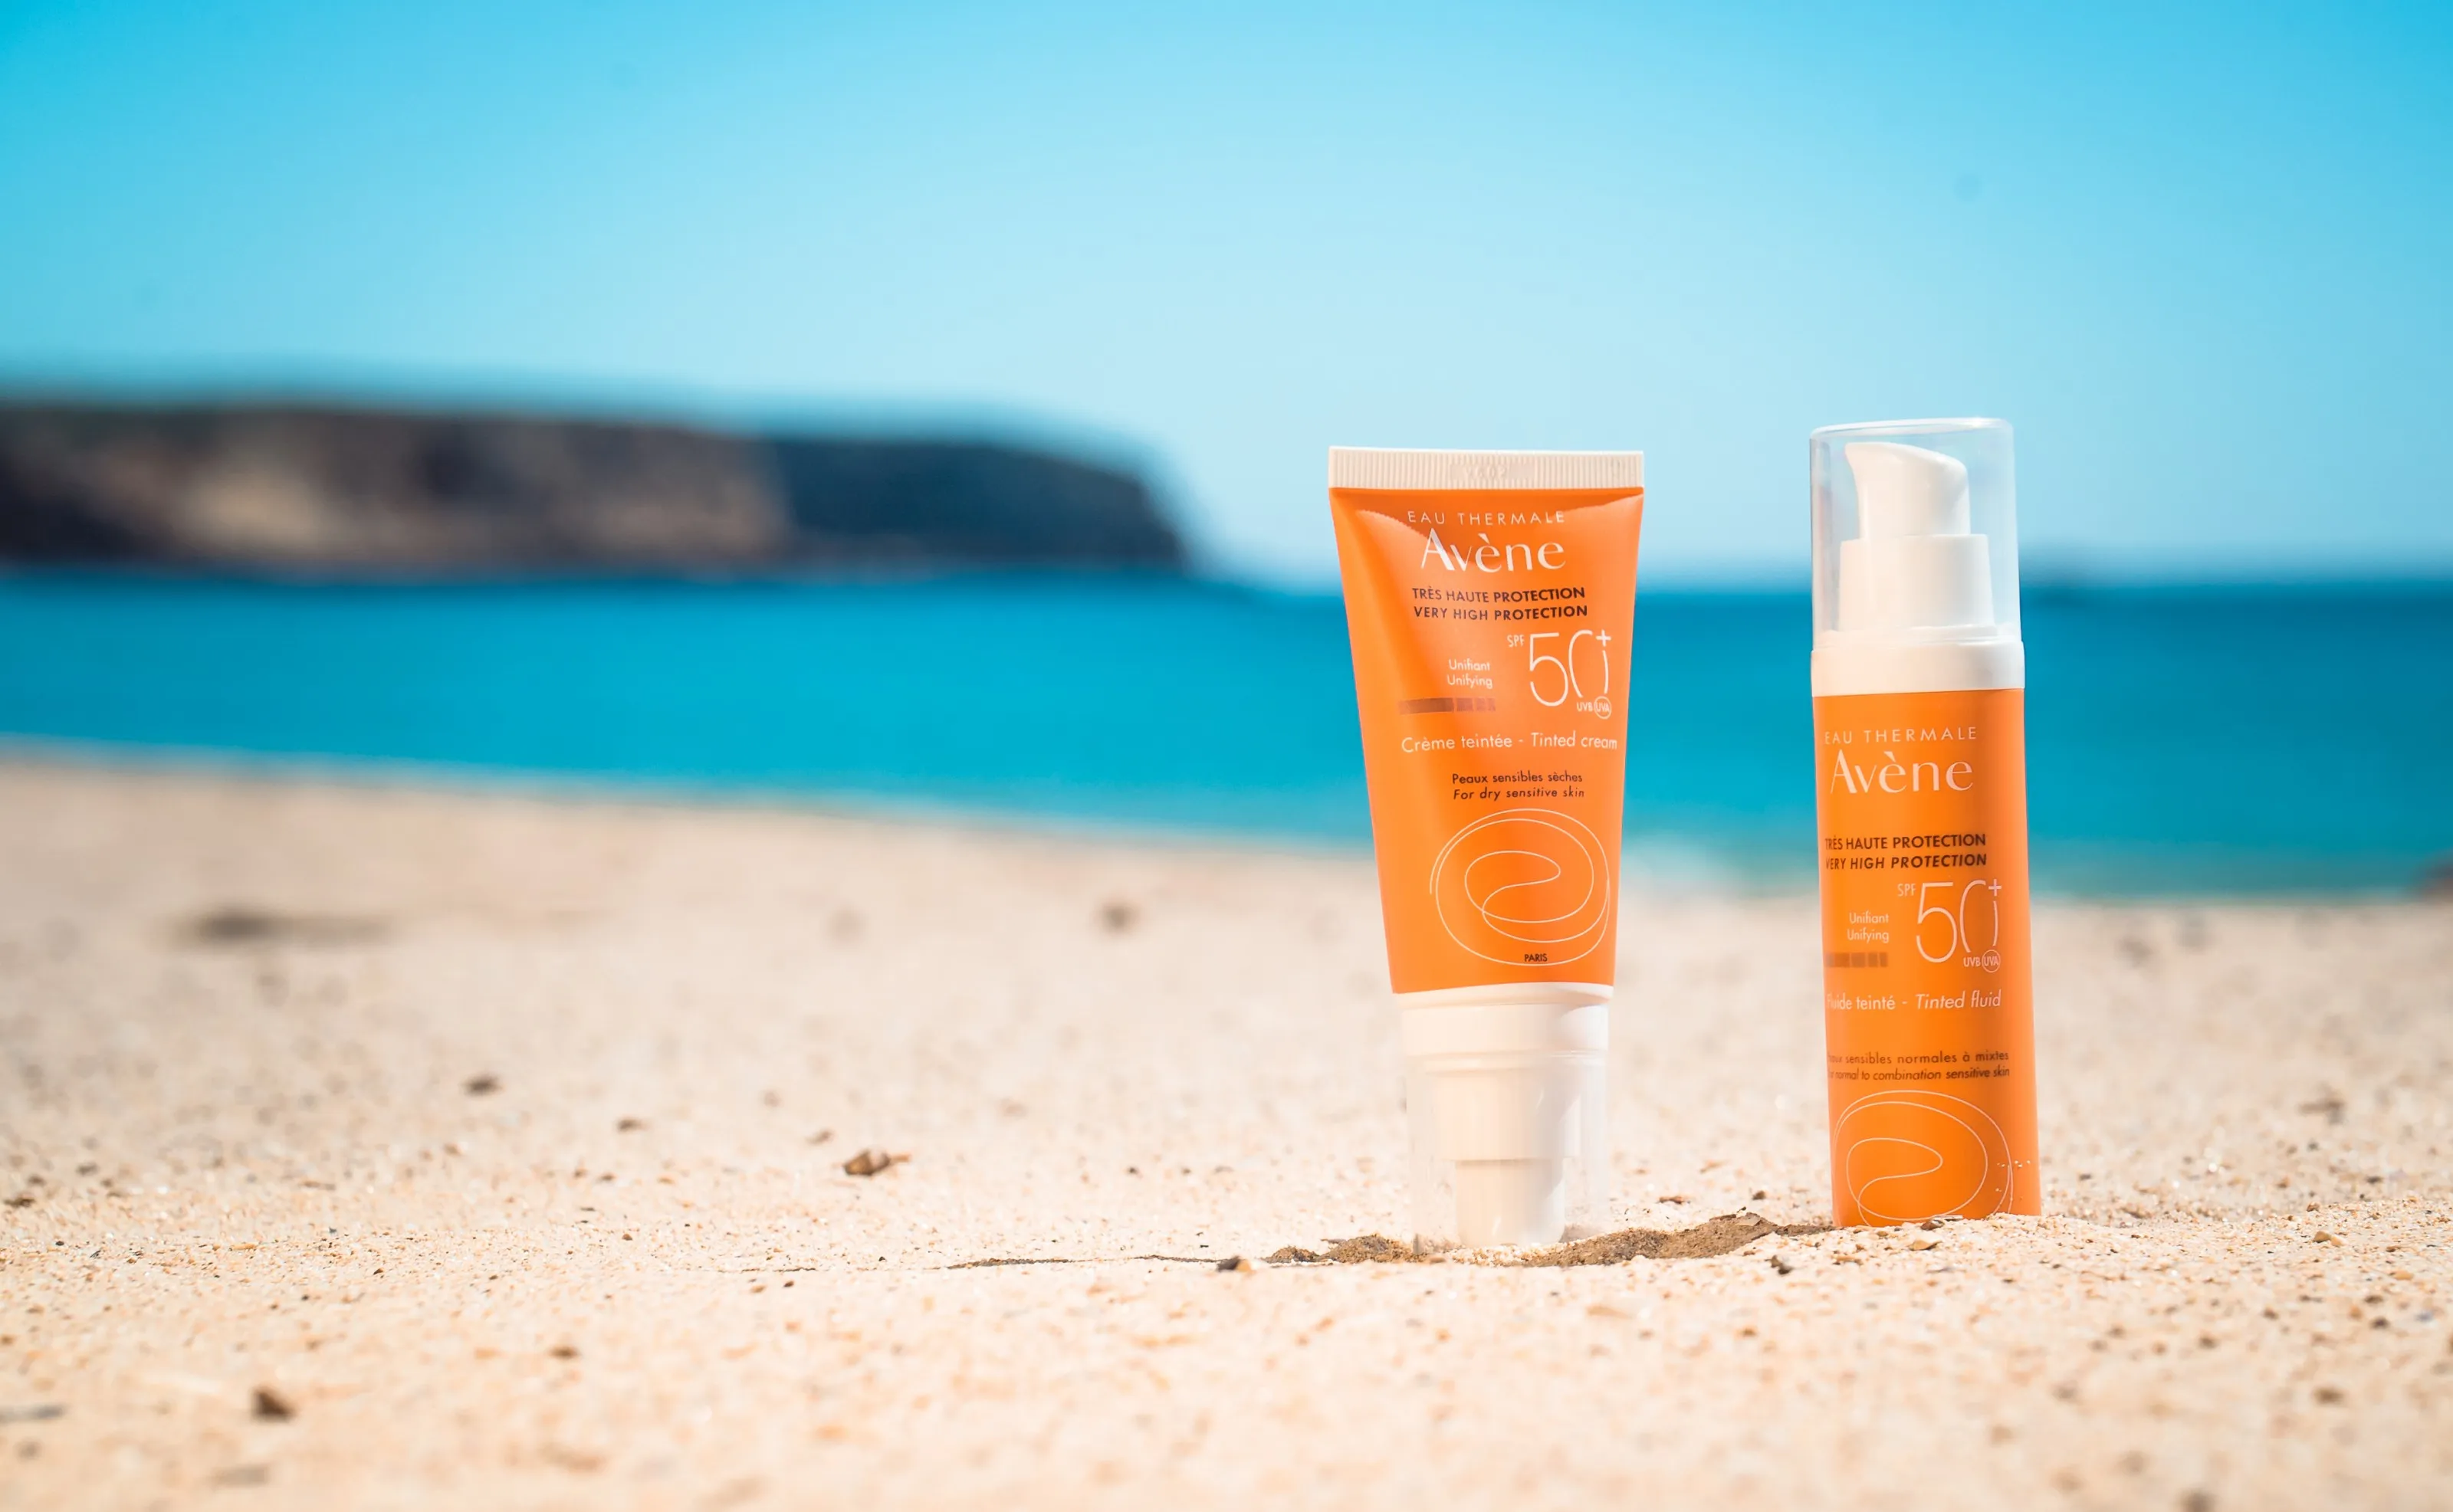 EAU THERMALE
Avène
TRÈS HAUTE PROTECTION
VERY HIGH PROTECTION
SPF 50+
Unifiant
Unifying
UVB UVA
Crème teintée - Tinted cream
Peaux sensibles sèches
For dry sensitive skin
PARIS
EAU THERMALE
Avène
TRÈS HAUTE PROTECTION
VERY HIGH PROTECTION
SPF 50+
Unifiant
Unifying
UVB UVA
teinté - Tinted fluid
sensibles normales à mixtes
normal to combination sensitive skin